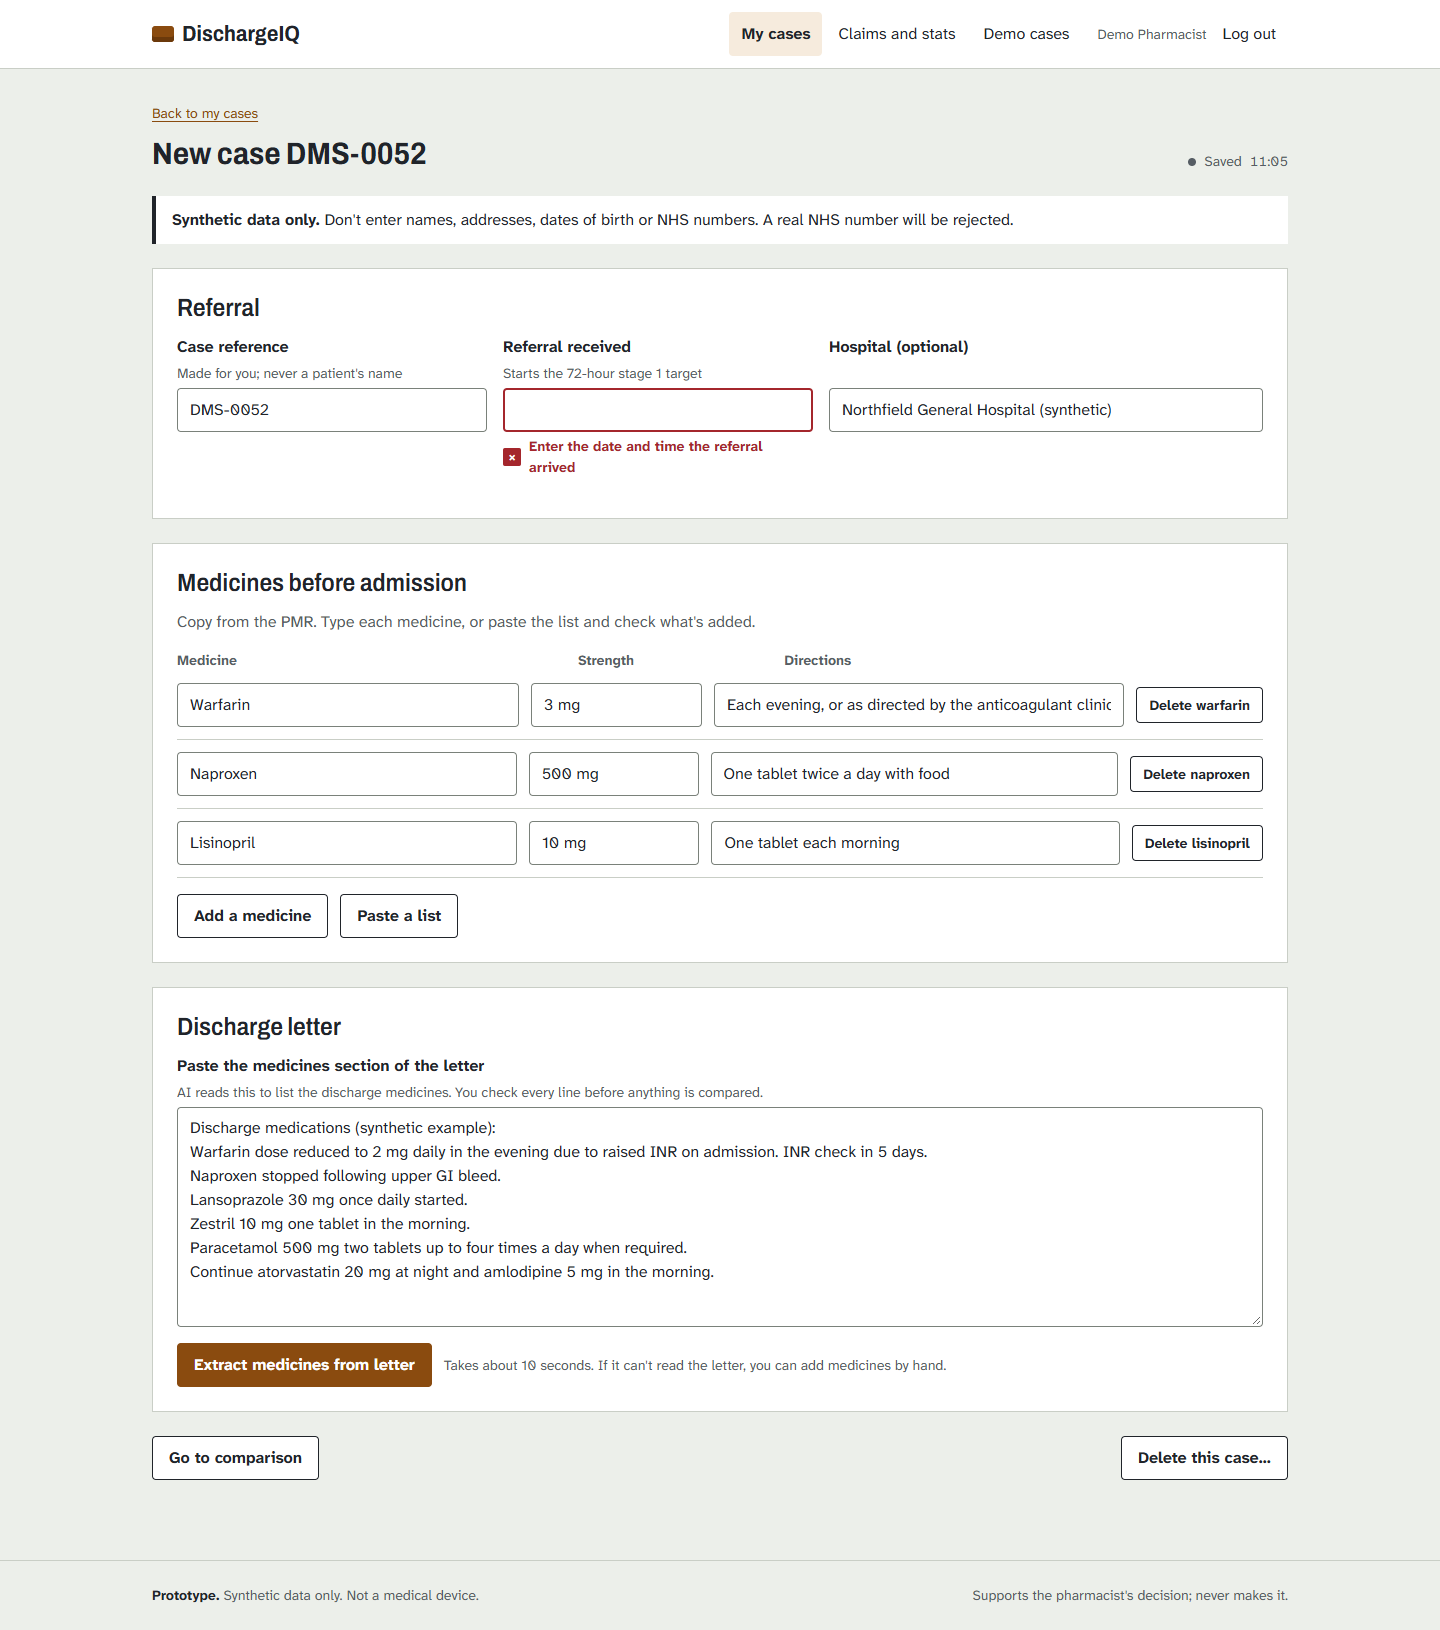 DischargeIQ
My cases
Claims and stats
Demo cases
Demo Pharmacist
Log out
Back to my cases
New case DMS-0052
Saved 11:05
Synthetic data only. Don't enter names, addresses, dates of birth or NHS numbers. A real NHS number will be rejected.
Referral
Case reference
Made for you; never a patient's name
DMS-0052
Referral received
Starts the 72-hour stage 1 target
Enter the date and time the referral
arrived
Hospital (optional)
Northfield General Hospital (synthetic)
Medicines before admission
Copy from the PMR. Type each medicine, or paste the list and check what's added.
Medicine Strength Directions
Warfarin 3 mg Each evening, or as directed by the anticoagulant clinic Delete warfarin
Naproxen 500 mg One tablet twice a day with food Delete naproxen
Lisinopril 10 mg One tablet each morning Delete lisinopril
Add a medicine Paste a list
Discharge letter
Paste the medicines section of the letter
AI reads this to list the discharge medicines. You check every line before anything is compared.
Discharge medications (synthetic example):
Warfarin dose reduced to 2 mg daily in the evening due to raised INR on admission. INR check in 5 days.
Naproxen stopped following upper GI bleed.
Lansoprazole 30 mg once daily started.
Zestril 10 mg one tablet in the morning.
Paracetamol 500 mg two tablets up to four times a day when required.
Continue atorvastatin 20 mg at night and amlodipine 5 mg in the morning.
Extract medicines from letter Takes about 10 seconds. If it can't read the letter, you can add medicines by hand.
Go to comparison Delete this case...
Prototype. Synthetic data only. Not a medical device.
Supports the pharmacist's decision; never makes it.